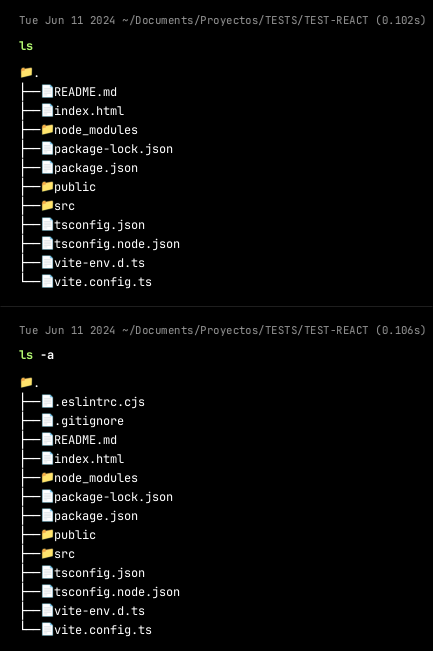 Tue Jun 11 2024 ~/Documents/Proyectos/TESTS/TEST-REACT (0.102s)
ls
📁.
├──📄README.md
├──📄index.html
├──📁node_modules
├──📄package-lock.json
├──📄package.json
├──📁public
├──📁src
├──📄tsconfig.json
├──📄tsconfig.node.json
├──📄vite-env.d.ts
└──📄vite.config.ts
Tue Jun 11 2024 ~/Documents/Proyectos/TESTS/TEST-REACT (0.106s)
ls -a
📁.
├──📄.eslintrc.cjs
├──📄.gitignore
├──📄README.md
├──📄index.html
├──📁node_modules
├──📄package-lock.json
├──📄package.json
├──📁public
├──📁src
├──📄tsconfig.json
├──📄tsconfig.node.json
├──📄vite-env.d.ts
└──📄vite.config.ts